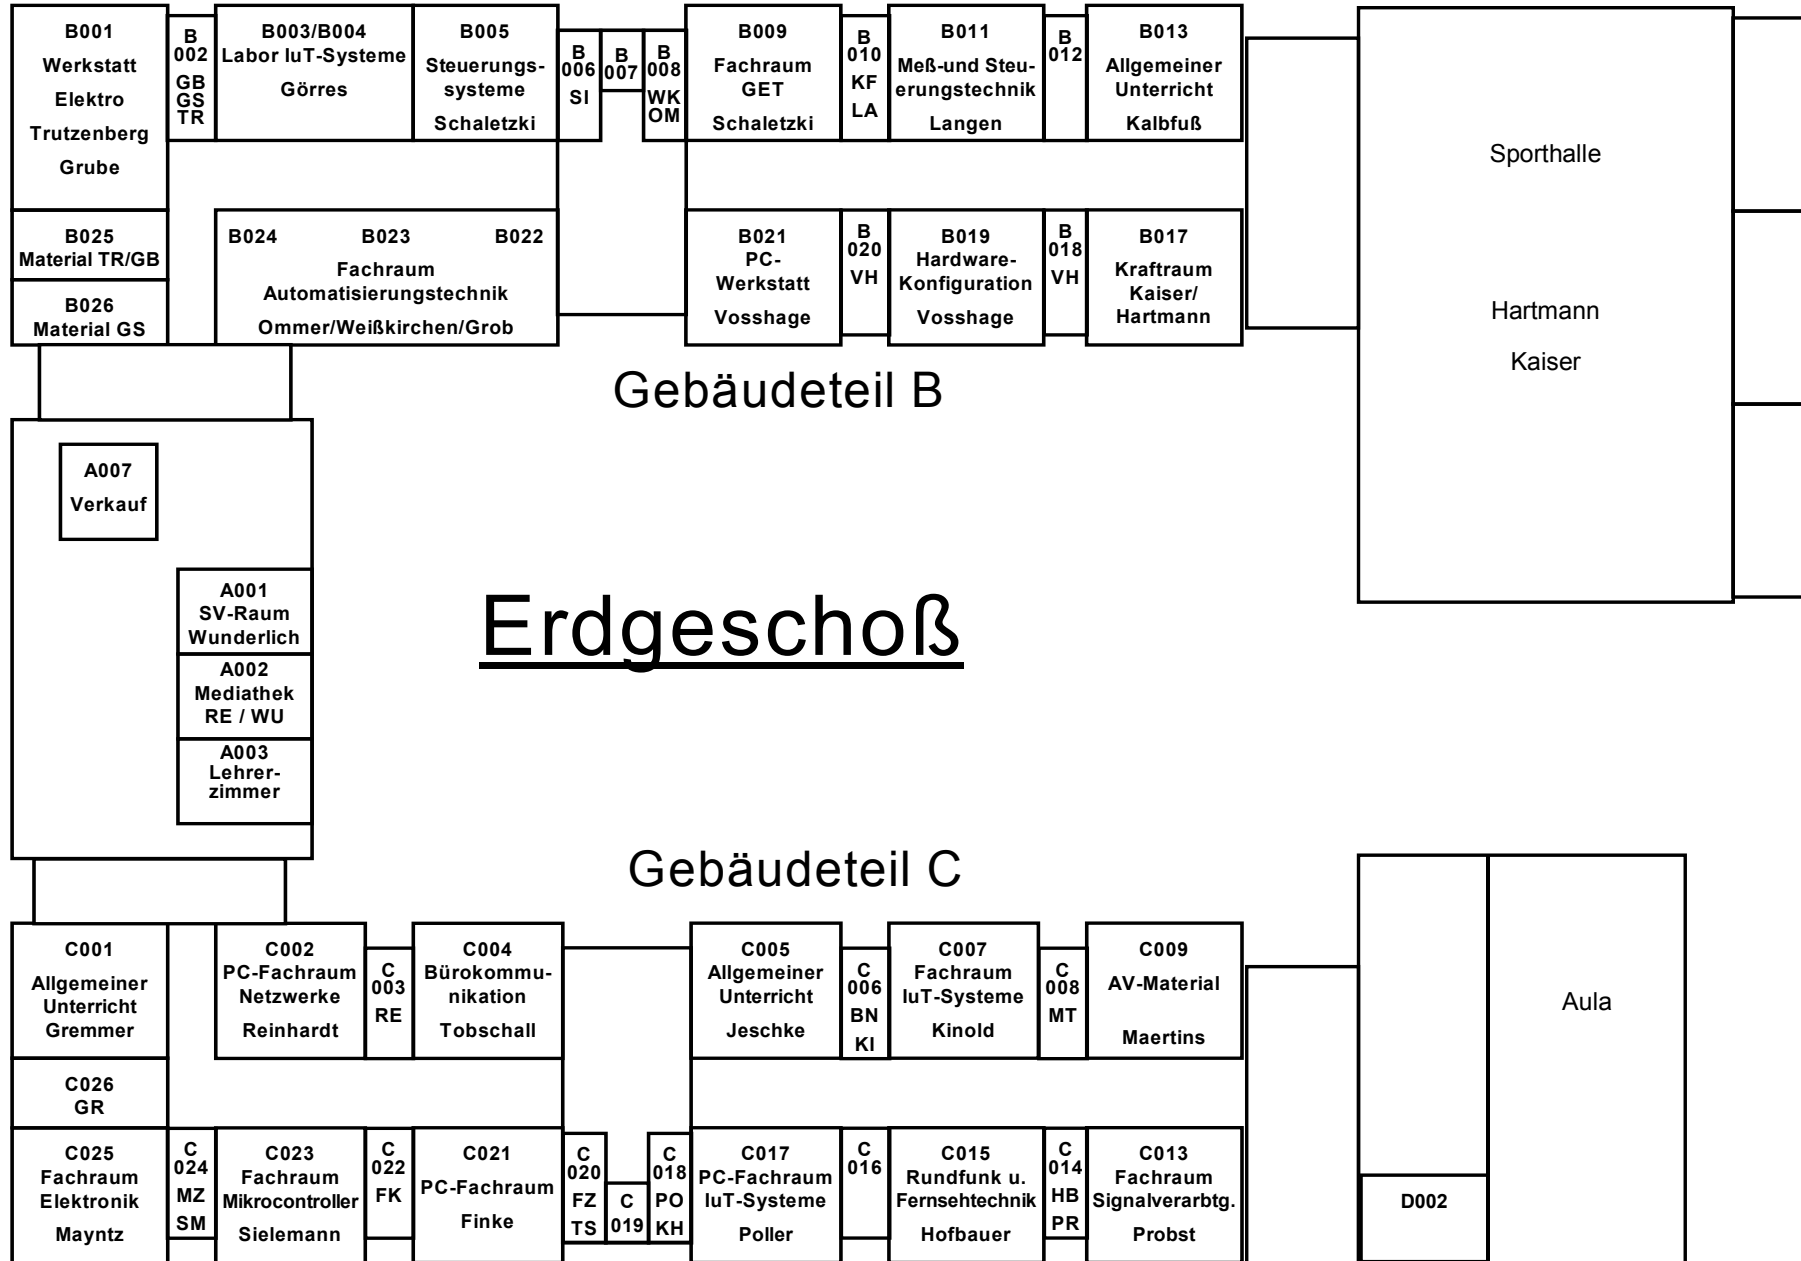 B001
Werkstatt
Elektro
Trutzenberg
Grube
B
002
GB
GS
TR
B003/B004
Labor IuT-Systeme
Görres
B005
Steuerungs-
systeme
Schaletzki
B
006
SI
B
007
B
008
WK
OM
B009
Fachraum
GET
Schaletzki
B
010
KF
LA
B011
Meß-und Steu-
erungstechnik
Langen
B
012
B013
Allgemeiner
Unterricht
Kalbfuß
Sporthalle
Hartmann
Kaiser
B025
Material TR/GB
B026
Material GS
B024 B023 B022
Fachraum
Automatisierungstechnik
Ommer/Weißkirchen/Grob
B021
PC-
Werkstatt
Vosshage
B
020
VH
B019
Hardware-
Konfiguration
Vosshage
B
018
VH
B017
Kraftraum
Kaiser/
Hartmann
Gebäudeteil B
A007
Verkauf
A001
SV-Raum
Wunderlich
A002
Mediathek
RE / WU
A003
Lehrer-
zimmer
Erdgeschoß
Gebäudeteil C
C001
Allgemeiner
Unterricht
Gremmer
C002
PC-Fachraum
Netzwerke
Reinhardt
C
003
RE
C004
Bürokommu-
nikation
Tobschall
C005
Allgemeiner
Unterricht
Jeschke
C
006
BN
KI
C007
Fachraum
IuT-Systeme
Kinold
C
008
MT
C009
AV-Material
Maertins
Aula
C026
GR
C025
Fachraum
Elektronik
Mayntz
C
024
MZ
SM
C023
Fachraum
Mikrocontroller
Sielemann
C
022
FK
C021
PC-Fachraum
Finke
C
020
FZ
TS
C
019
C
018
PO
KH
C017
PC-Fachraum
IuT-Systeme
Poller
C
016
C015
Rundfunk u.
Fernsehtechnik
Hofbauer
C
014
HB
PR
C013
Fachraum
Signalverarbtg.
Probst
D002